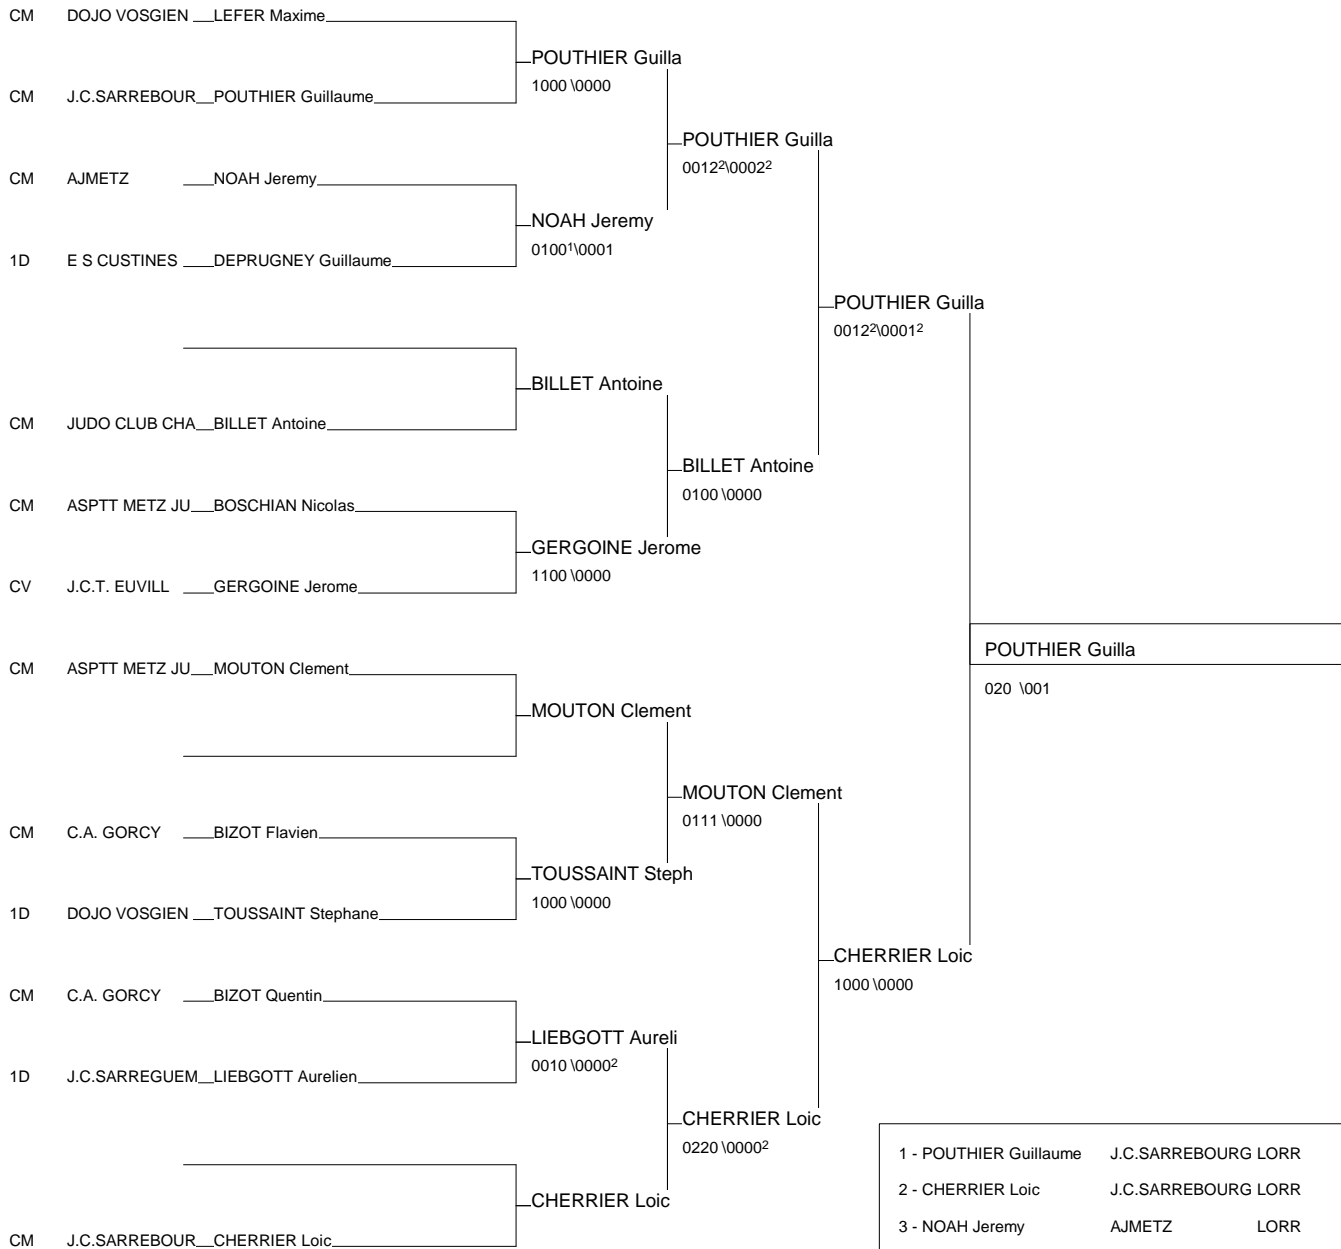 CM DOJO VOSGIEN LEFER Maxime
POUTHIER Guilla
1000 \0000
CM J.C.SARREBOUR POUTHIER Guillaume
POUTHIER Guilla
0012²\0002²
CM AJMETZ NOAH Jeremy
NOAH Jeremy
0100¹\0001
1D E S CUSTINES DEPRUGNEY Guillaume
POUTHIER Guilla
0012²\0001²
BILLET Antoine
CM JUDO CLUB CHA BILLET Antoine
BILLET Antoine
0100 \0000
CM ASPTT METZ JU BOSCHIAN Nicolas
GERGOINE Jerome
1100 \0000
CV J.C.T. EUVILL GERGOINE Jerome
POUTHIER Guilla
020 \001
CM ASPTT METZ JU MOUTON Clement
MOUTON Clement
MOUTON Clement
0111 \0000
CM C.A. GORCY BIZOT Flavien
TOUSSAINT Steph
1000 \0000
1D DOJO VOSGIEN TOUSSAINT Stephane
CHERRIER Loic
1000 \0000
CM C.A. GORCY BIZOT Quentin
LIEBGOTT Aureli
0010 \0000²
1D J.C.SARREGUEM LIEBGOTT Aurelien
CHERRIER Loic
0220 \0000²
CHERRIER Loic
CM J.C.SARREBOUR CHERRIER Loic
1 - POUTHIER Guillaume J.C.SARREBOURG LORR
2 - CHERRIER Loic J.C.SARREBOURG LORR
3 - NOAH Jeremy AJMETZ LORR